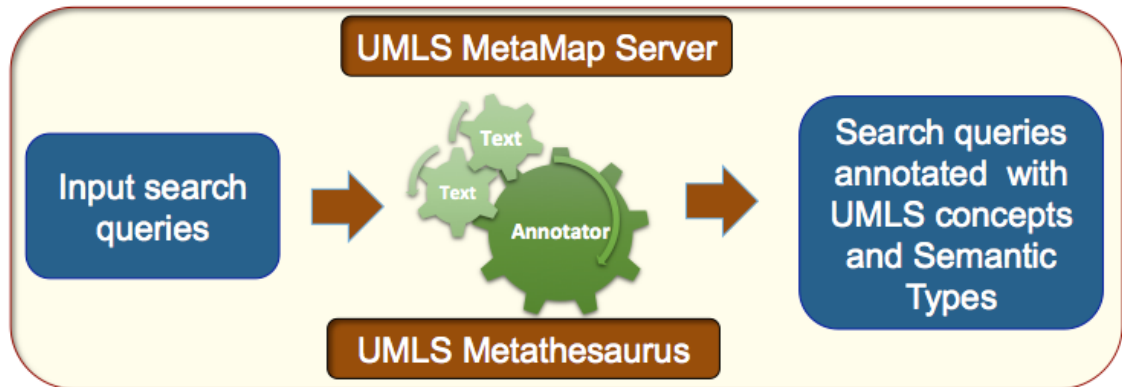 UMLS MetaMap Server
Input search
queries
Text
Text
Annotator
Search queries
annotated with
UMLS concepts
and Semantic
Types
UMLS Metathesaurus